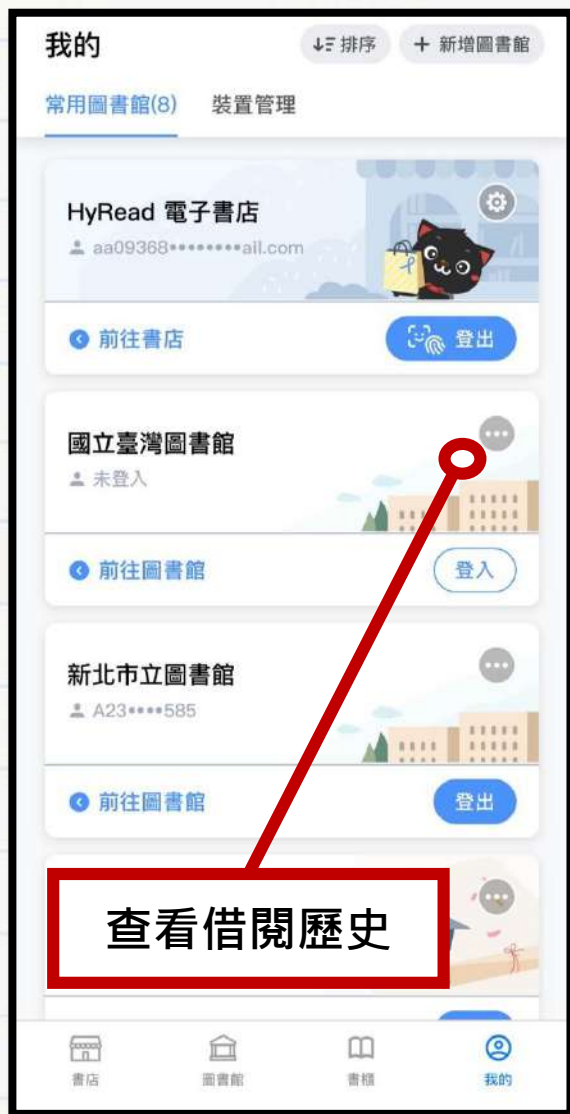 我的
排序
+ 新增圖書館
常用圖書館(8)
裝置管理
HyRead 電子書店
aa09368••••••••ail.com
前往書店
登出
國立臺灣圖書館
未登入
前往圖書館
登入
新北市立圖書館
A23••••585
前往圖書館
登出
查看借閱歷史
書店
圖書館
書櫃
我的